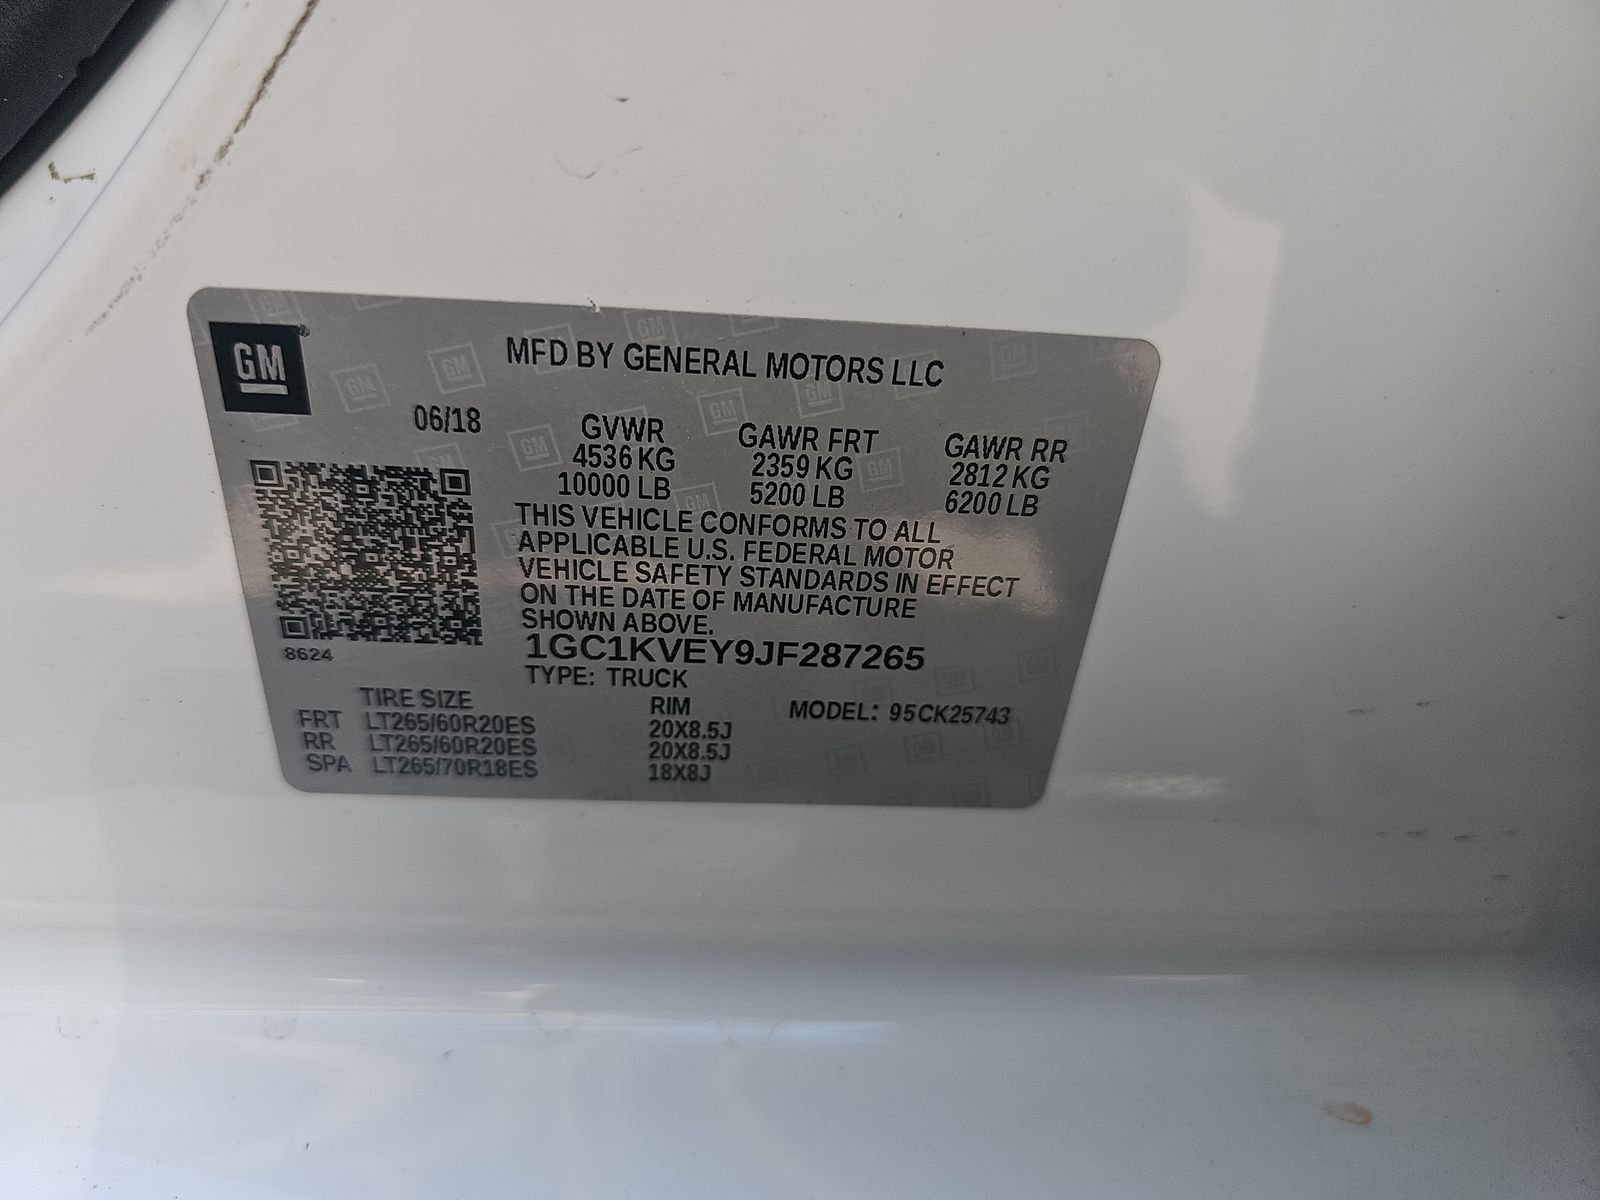 GM
MFD BY GENERAL MOTORS LLC
06/18
GVWR GAWR FRT GAWR RR
4536 KG 2359 KG 2812 KG
10000 LB 5200 LB 6200 LB
THIS VEHICLE CONFORMS TO ALL
APPLICABLE U.S. FEDERAL MOTOR
VEHICLE SAFETY STANDARDS IN EFFECT
ON THE DATE OF MANUFACTURE
SHOWN ABOVE.
1GC1KVEY9JF287265
8624
TYPE: TRUCK
TIRE SIZE RIM MODEL: 95CK25743
FRT LT265/60R20ES 20X8.5J
RR LT265/60R20ES 20X8.5J
SPA LT265/70R18ES 18X8J